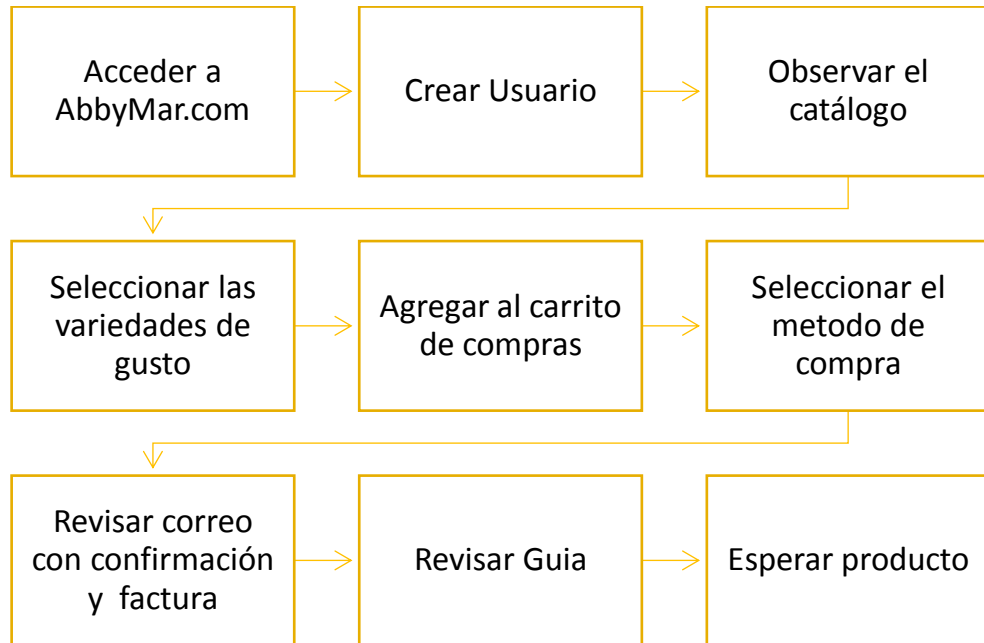 Acceder a
AbbyMar.com
Crear Usuario
Observar el
catálogo
Seleccionar las
variedades de
gusto
Agregar al carrito
de compras
Seleccionar el
metodo de
compra
Revisar correo
con confirmación
y factura
Revisar Guia
Esperar producto